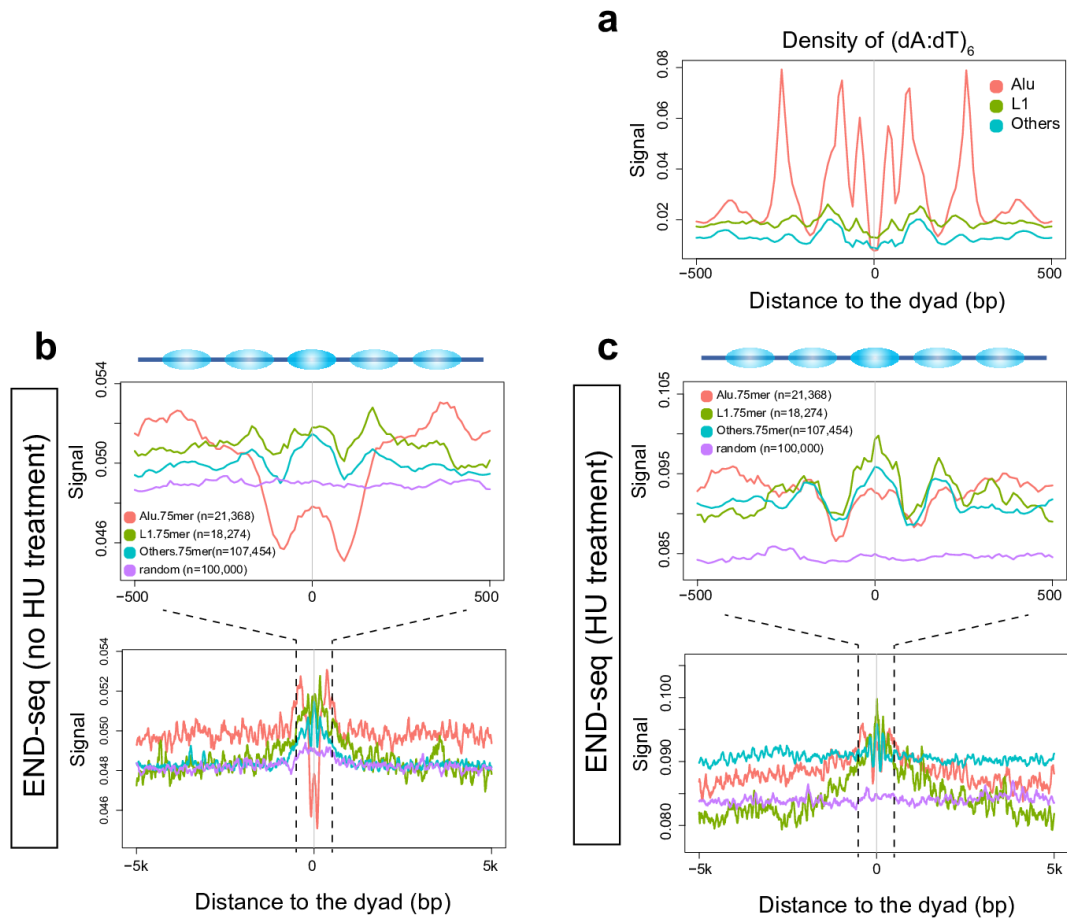 a
Density of (dA:dT)6
Signal
0.02
0.04
0.06
0.08
Alu
L1
Others
−500
0
500
Distance to the dyad (bp)
b
END-seq (no HU treatment)
Signal
0.046
0.050
0.054
Alu.75mer (n=21,368)
L1.75mer (n=18,274)
Others.75mer(n=107,454)
random (n=100,000)
−500
0
500
Signal
0.046
0.048
0.050
0.052
0.054
−5k
0
5k
Distance to the dyad (bp)
c
END-seq (HU treatment)
Signal
0.085
0.095
0.105
Alu.75mer (n=21,368)
L1.75mer (n=18,274)
Others.75mer(n=107,454)
random (n=100,000)
−500
0
500
Signal
0.080
0.090
0.100
−5k
0
5k
Distance to the dyad (bp)